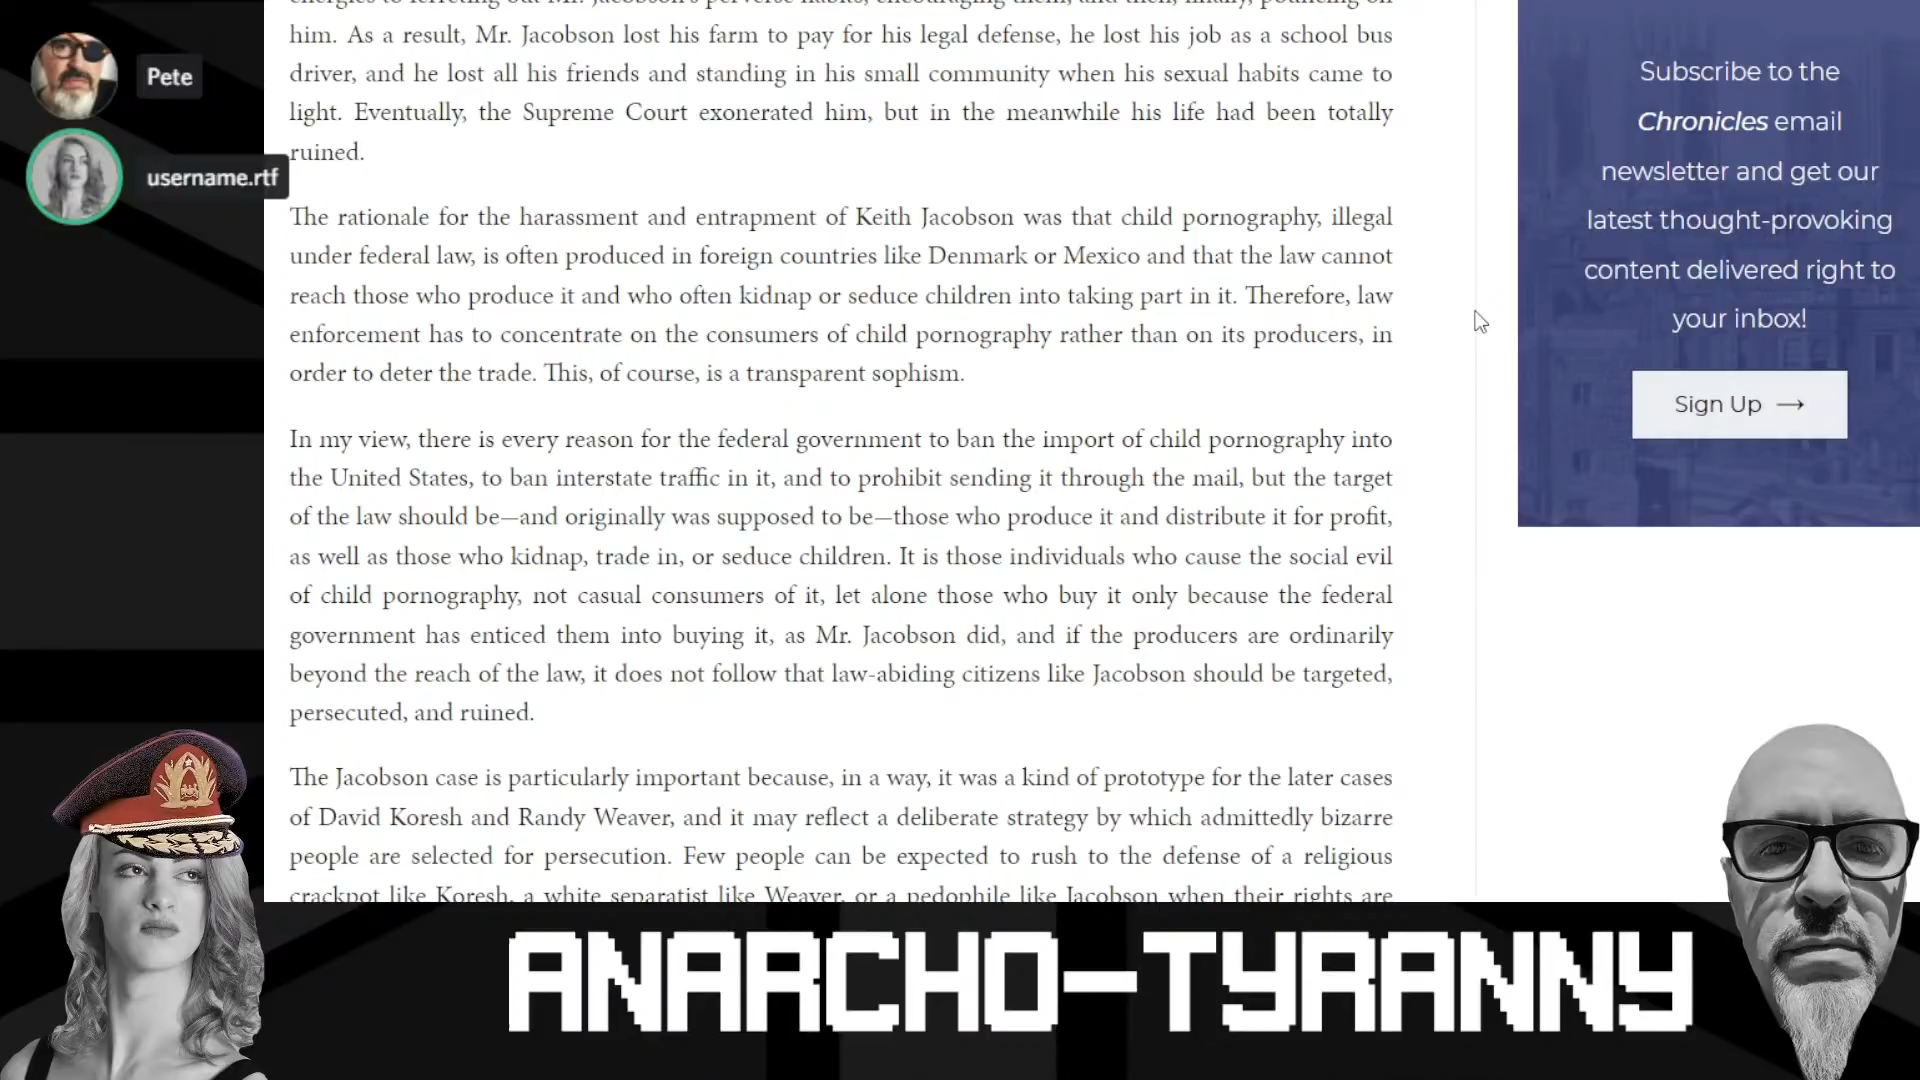 him. As a result, Mr. Jacobson lost his farm to pay for his legal defense, he lost his job as a school bus
driver, and he lost all his friends and standing in his small community when his sexual habits came to
light. Eventually, the Supreme Court exonerated him, but in the meanwhile his life had been totally
ruined.
The rationale for the harassment and entrapment of Keith Jacobson was that child pornography, illegal
under federal law, is often produced in foreign countries like Denmark or Mexico and that the law cannot
reach those who produce it and who often kidnap or seduce children into taking part in it. Therefore, law
enforcement has to concentrate on the consumers of child pornography rather than on its producers, in
order to deter the trade. This, of course, is a transparent sophism.
In my view, there is every reason for the federal government to ban the import of child pornography into
the United States, to ban interstate traffic in it, and to prohibit sending it through the mail, but the target
of the law should be—and originally was supposed to be—those who produce it and distribute it for profit,
as well as those who kidnap, trade in, or seduce children. It is those individuals who cause the social evil
of child pornography, not casual consumers of it, let alone those who buy it only because the federal
government has enticed them into buying it, as Mr. Jacobson did, and if the producers are ordinarily
beyond the reach of the law, it does not follow that law-abiding citizens like Jacobson should be targeted,
persecuted, and ruined.
The Jacobson case is particularly important because, in a way, it was a kind of prototype for the later cases
of David Koresh and Randy Weaver, and it may reflect a deliberate strategy by which admittedly bizarre
people are selected for persecution. Few people can be expected to rush to the defense of a religious
crackpot like Koresh, a white separatist like Weaver, or a pedophile like Jacobson when their rights are
Pete
username.rtf
Subscribe to the
Chronicles email
newsletter and get our
latest thought-provoking
content delivered right to
your inbox!
Sign Up →
ANARCHO-TYRANNY